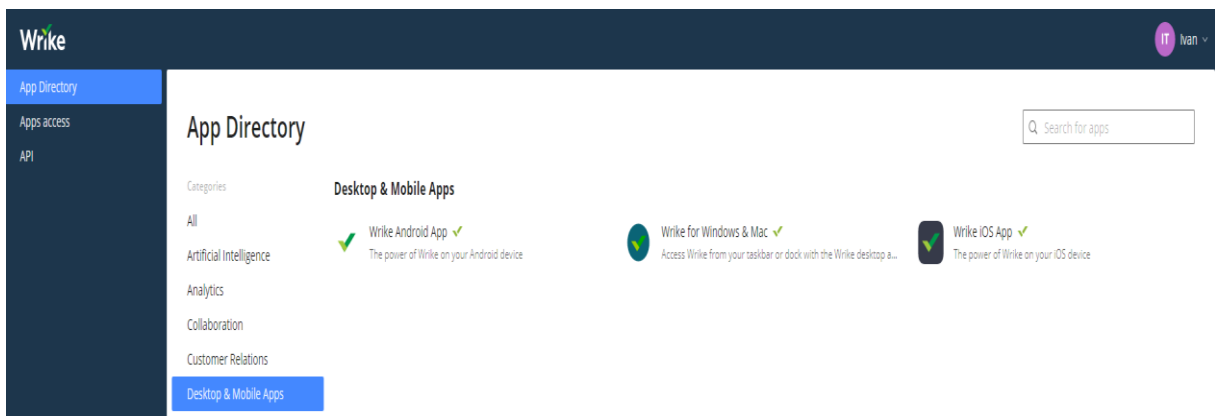 Wrike
IT Ivan
App Directory
Apps access
API
App Directory
Search for apps
Categories
All
Artificial Intelligence
Analytics
Collaboration
Customer Relations
Desktop & Mobile Apps
Desktop & Mobile Apps
Wrike Android App
The power of Wrike on your Android device
Wrike for Windows & Mac
Access Wrike from your taskbar or dock with the Wrike desktop a...
Wrike iOS App
The power of Wrike on your iOS device